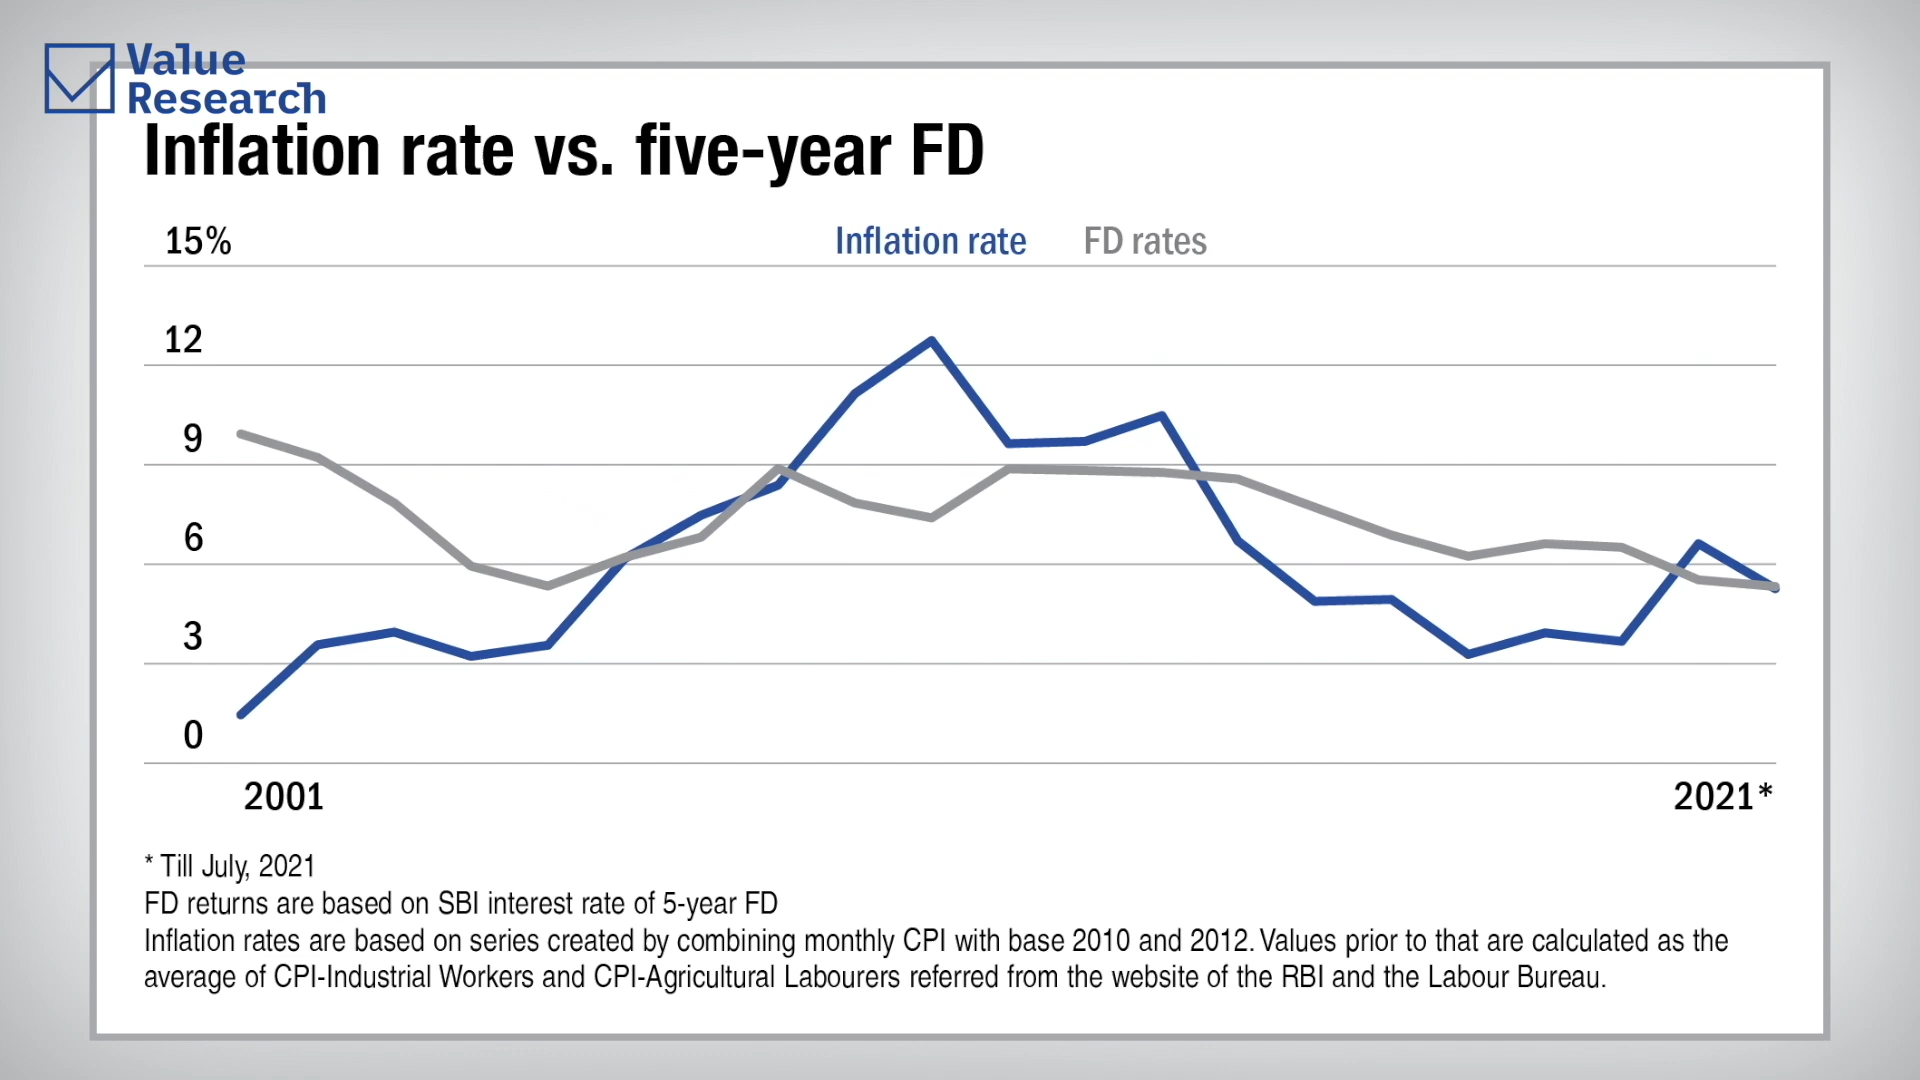 Value
Research
Inflation rate vs. five-year FD
15%
Inflation rate FD rates
12
9
6
3
0
2001
2021*
* Till July, 2021
FD returns are based on SBI interest rate of 5-year FD
Inflation rates are based on series created by combining monthly CPI with base 2010 and 2012. Values prior to that are calculated as the
average of CPI-Industrial Workers and CPI-Agricultural Labourers referred from the website of the RBI and the Labour Bureau.